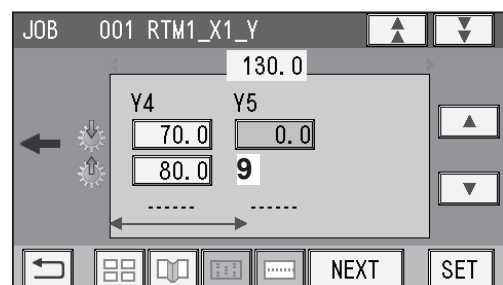 JOB 001 RTM1_X1_Y
130.0
Y4 Y5
70.0 0.0
80.0 9
------ ------
NEXT SET